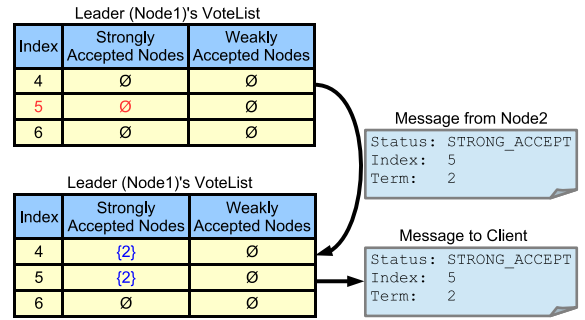 Leader (Node1)'s VoteList
Index Strongly Accepted Nodes Weakly Accepted Nodes
4 Ø Ø
5 Ø Ø
6 Ø Ø
Message from Node2
Status: STRONG_ACCEPT
Index: 5
Term: 2
Leader (Node1)'s VoteList
Index Strongly Accepted Nodes Weakly Accepted Nodes
4 {2} Ø
5 {2} Ø
6 Ø Ø
Message to Client
Status: STRONG_ACCEPT
Index: 5
Term: 2